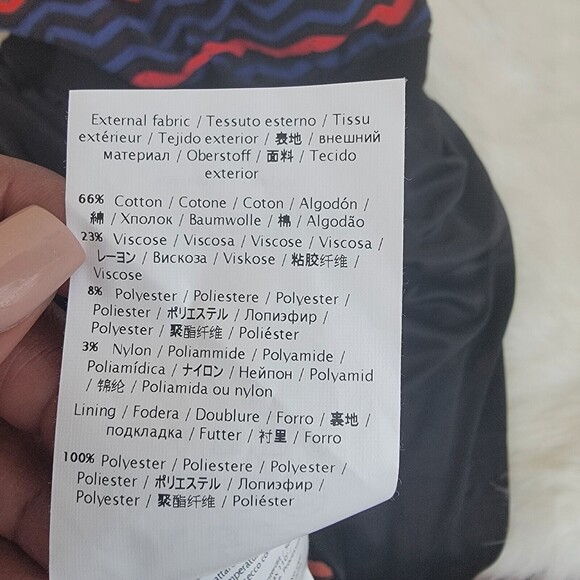 External fabric / Tessuto esterno / Tissu
extérieur / Tejido exterior / 表地 / внешний
материал / Oberstoff / 面料 / Tecido
exterior
66% Cotton / Cotone / Coton / Algodón /
綿 / Хполок / Baumwolle / 棉 / Algodão
23% Viscose / Viscosa / Viscose / Viscosa /
レーヨン / Вискоза / Viskose / 粘胶纤维 /
Viscose
8% Polyester / Poliestere / Polyester /
Poliester / ポリエステル / Лопиэфир /
Polyester / 聚酯纤维 / Poliéster
3% Nylon / Poliammide / Polyamide /
Poliamídica / ナイロン / Нейпон / Polyamid
/ 锦纶 / Poliamida ou nylon
Lining / Fodera / Doublure / Forro / 裏地 /
подкладка / Futter / 衬里 / Forro
100% Polyester / Poliestere / Polyester /
Poliester / ポリエステル / Лопиэфир /
Polyester / 聚酯纤维 / Poliéster
secco